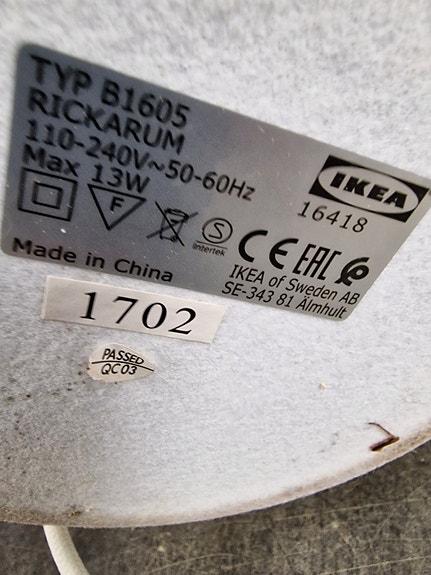 TYP B1605
RICKARUM
110-240V~50-60Hz
Max 13W
IKEA
16418
F
S
Intertek
CE EAC
Made in China
IKEA of Sweden AB
SE-343 81 Älmhult
1702
PASSED
QC03